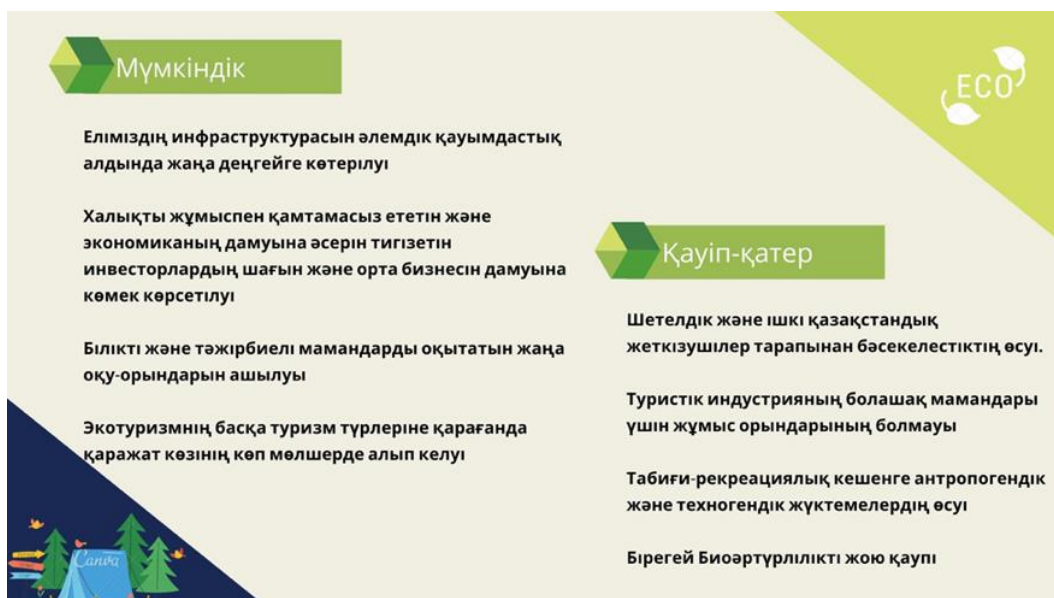 Мүмкіндік
Еліміздің инфраструктурасын әлемдік қауымдастық
алдында жаңа деңгейге көтерілуі
Халықты жұмыспен қамтамасыз ететін және
экономиканың дамуына әсерін тигізетін
инвесторлардың шағын және орта бизнесін дамуына
көмек көрсетілуі
Білікті және тәжірбиелі мамандарды оқытатын жаңа
оқу-орындарын ашылуы
Экотуризмнің басқа туризм түрлеріне қарағанда
қаражат көзінің көп мөлшерде алып келуі
ECO
Қауіп-қатер
Шетелдік және ішкі қазақстандық
жеткізушілер тарапынан бәсекелестіктің өсуі.
Туристік индустрияның болашақ мамандары
үшін жұмыс орындарының болмауы
Табиғи-рекреациялық кешенге антропогендік
және техногендік жүктемелердің өсуі
Бірегей Биоәртүрлілікті жою қаупі
Canva